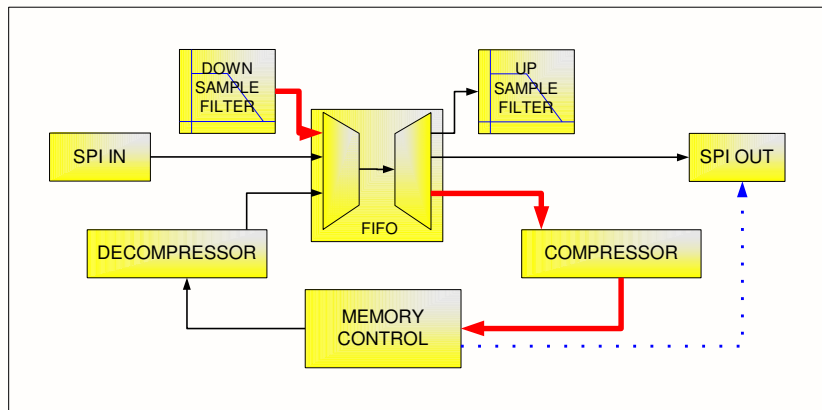 DOWN
SAMPLE
FILTER
UP
SAMPLE
FILTER
SPI IN
SPI OUT
FIFO
DECOMPRESSOR
COMPRESSOR
MEMORY
CONTROL